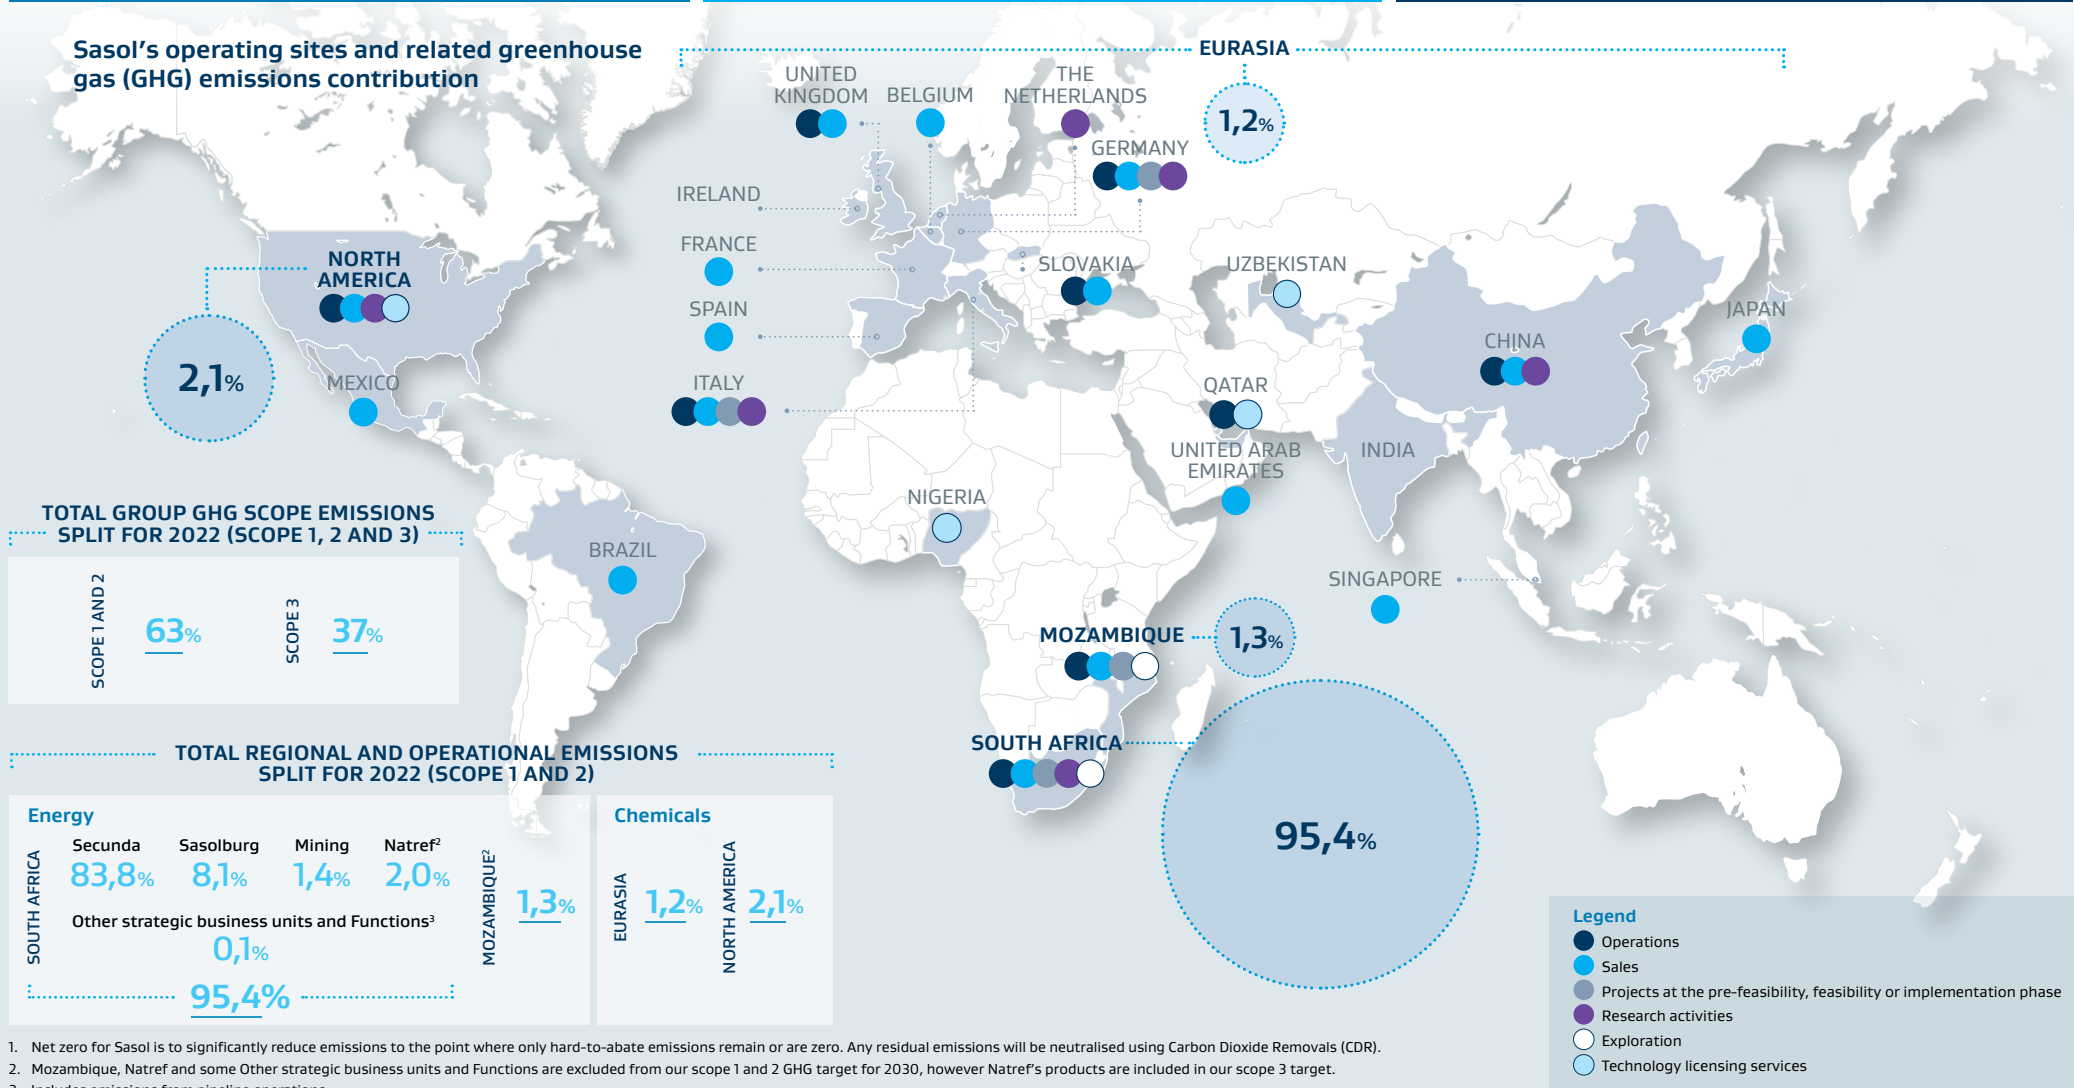 Sasol’s operating sites and related greenhouse
gas (GHG) emissions contribution
EURASIA
1,2%
UNITED
KINGDOM
BELGIUM
THE
NETHERLANDS
GERMANY
IRELAND
FRANCE
SPAIN
ITALY
SLOVAKIA
UZBEKISTAN
JAPAN
CHINA
QATAR
UNITED ARAB
EMIRATES
INDIA
NORTH
AMERICA
2,1%
MEXICO
NIGERIA
BRAZIL
SINGAPORE
MOZAMBIQUE
1,3%
SOUTH AFRICA
95,4%
TOTAL GROUP GHG SCOPE EMISSIONS
SPLIT FOR 2022 (SCOPE 1, 2 AND 3)
SCOPE 1 AND 2
63%
SCOPE 3
37%
TOTAL REGIONAL AND OPERATIONAL EMISSIONS
SPLIT FOR 2022 (SCOPE 1 AND 2)
Energy
SOUTH AFRICA
Secunda
83,8%
Sasolburg
8,1%
Mining
1,4%
Natref²
2,0%
Other strategic business units and Functions³
0,1%
95,4%
MOZAMBIQUE²
1,3%
Chemicals
EURASIA
1,2%
NORTH AMERICA
2,1%
Legend
Operations
Sales
Projects at the pre-feasibility, feasibility or implementation phase
Research activities
Exploration
Technology licensing services
1. Net zero for Sasol is to significantly reduce emissions to the point where only hard-to-abate emissions remain or are zero. Any residual emissions will be neutralised using Carbon Dioxide Removals (CDR).
2. Mozambique, Natref and some Other strategic business units and Functions are excluded from our scope 1 and 2 GHG target for 2030, however Natref’s products are included in our scope 3 target.
3. Includes emissions from pipeline operations.